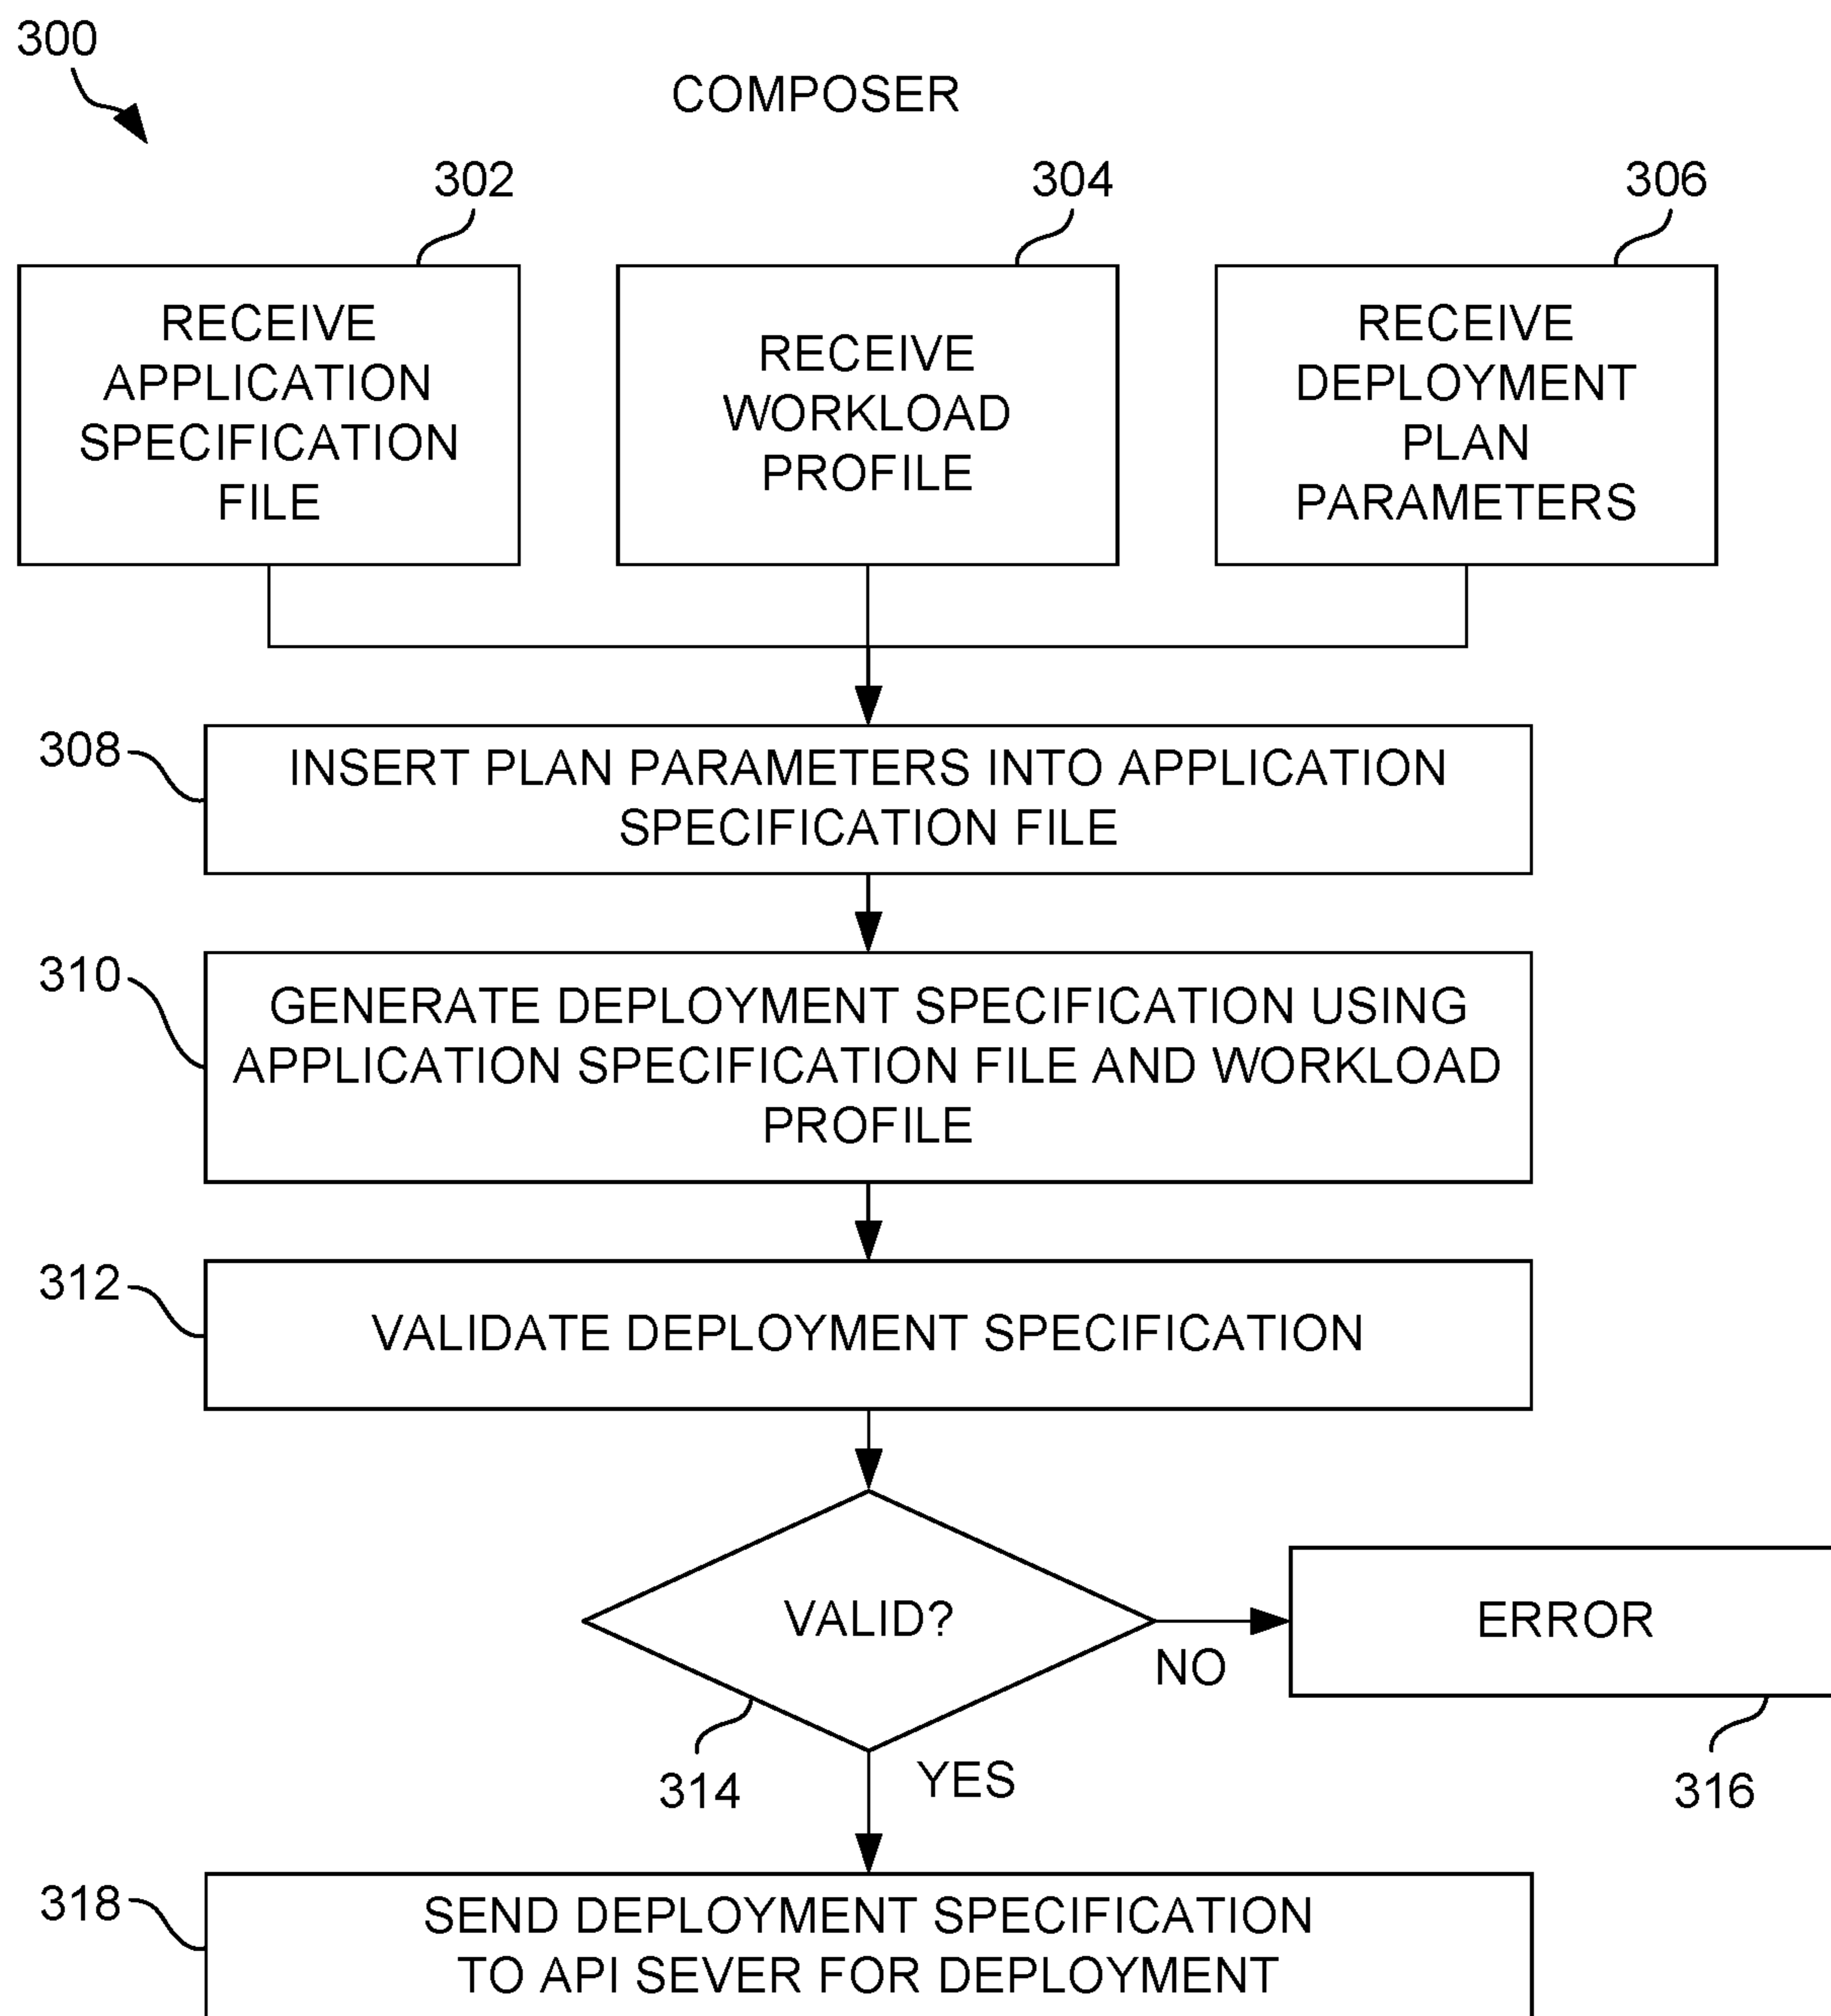 300
COMPOSER
302
304
306
RECEIVE
APPLICATION
SPECIFICATION
FILE
RECEIVE
WORKLOAD
PROFILE
RECEIVE
DEPLOYMENT
PLAN
PARAMETERS
308
INSERT PLAN PARAMETERS INTO APPLICATION
SPECIFICATION FILE
310
GENERATE DEPLOYMENT SPECIFICATION USING
APPLICATION SPECIFICATION FILE AND WORKLOAD
PROFILE
312
VALIDATE DEPLOYMENT SPECIFICATION
VALID?
NO
ERROR
314
YES
316
318
SEND DEPLOYMENT SPECIFICATION
TO API SEVER FOR DEPLOYMENT